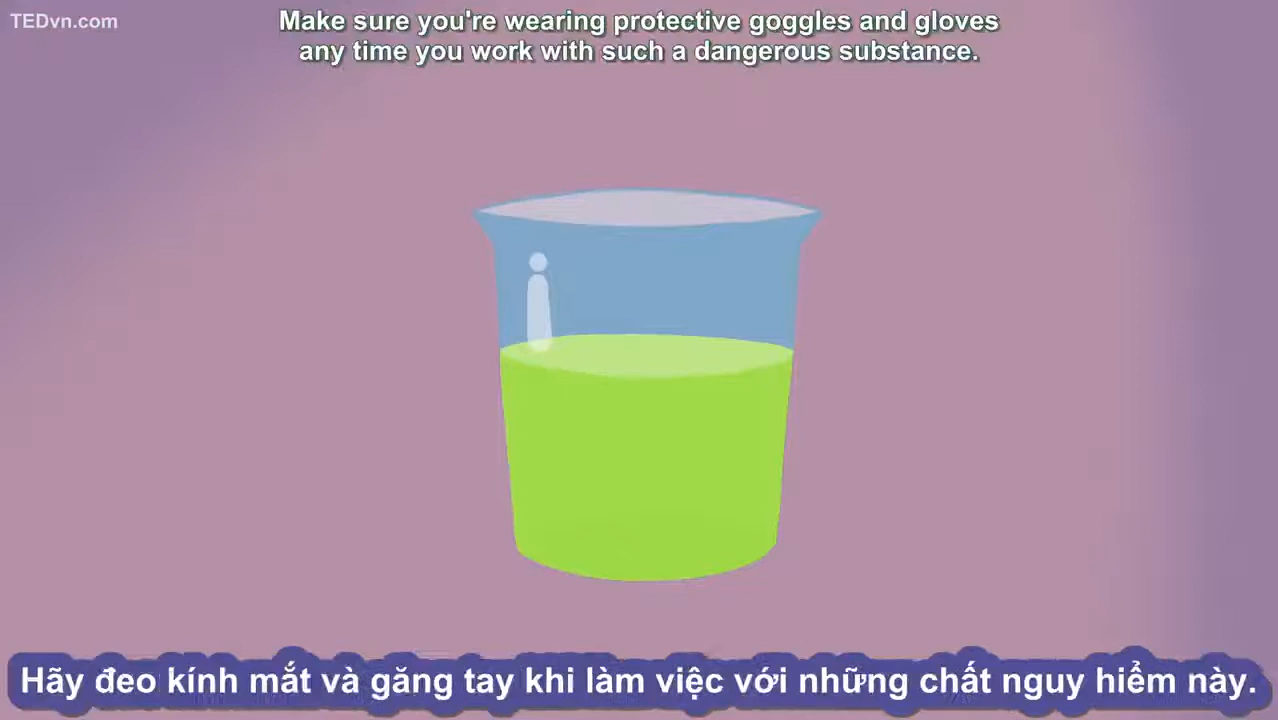 TEDvn.com
Make sure you're wearing protective goggles and gloves
any time you work with such a dangerous substance.
Hãy đeo kính mắt và găng tay khi làm việc với những chất nguy hiểm này.